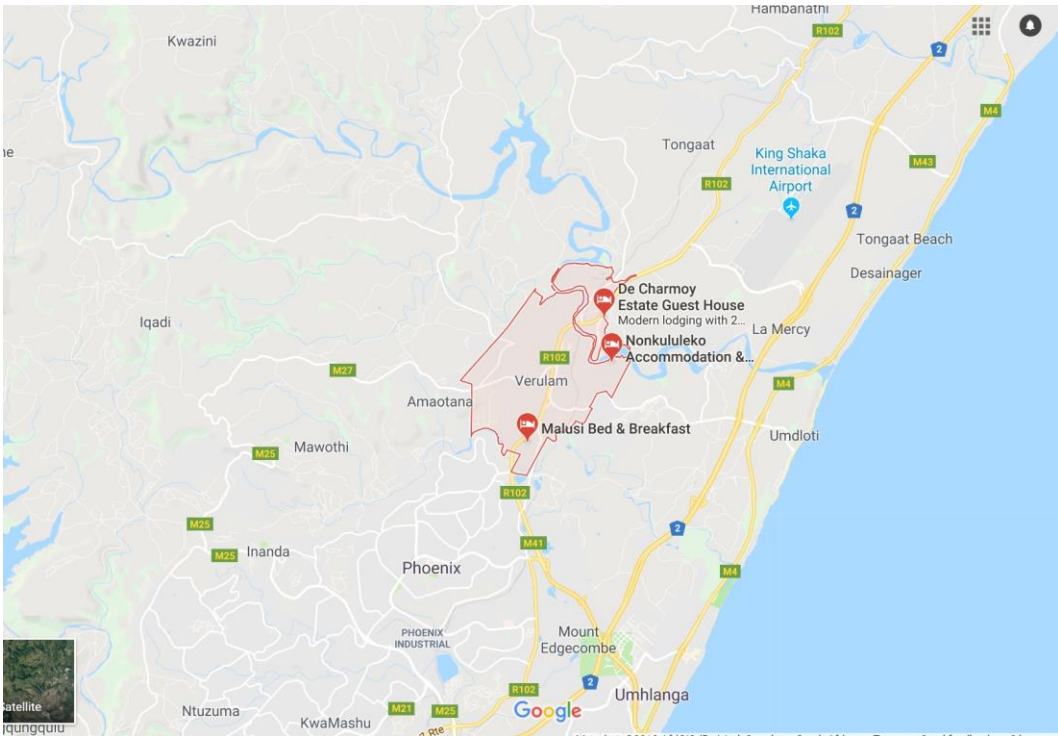 Hambanathi
R102
2
Kwazini
M4
Tongaat
King Shaka
International
Airport
M43
R102
2
Tongaat Beach
Desainager
De Charmoy
Estate Guest House
Modern lodging with 2...
Iqadi
La Mercy
Nonkululeko
Accommodation &...
R102
M27
Verulam
M4
Amaotana
Malusi Bed & Breakfast
Umdloti
Mawothi
M25
R102
M25
2
M41
Inanda
M25
Phoenix
M4
PHOENIX
INDUSTRIAL
Mount
Edgecombe
2
R102
Umhlanga
Satellite
Ntuzuma
M21
Google
KwaMashu